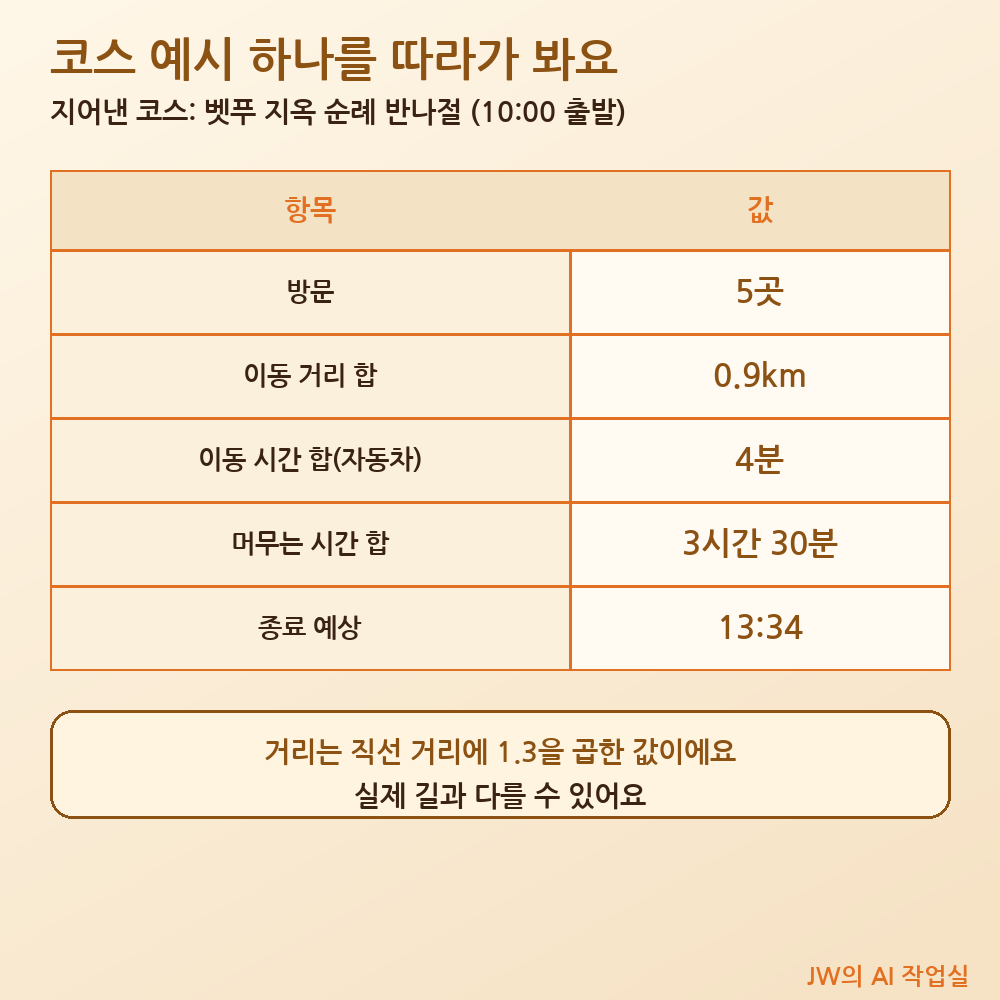 코스 예시 하나를 따라가 봐요
지어낸 코스: 벳푸 지옥 순례 반나절 (10:00 출발)
항목 값
방문 5곳
이동 거리 합 0.9km
이동 시간 합(자동차) 4분
머무는 시간 합 3시간 30분
종료 예상 13:34
거리는 직선 거리에 1.3을 곱한 값이에요
실제 길과 다를 수 있어요
JW의 AI 작업실